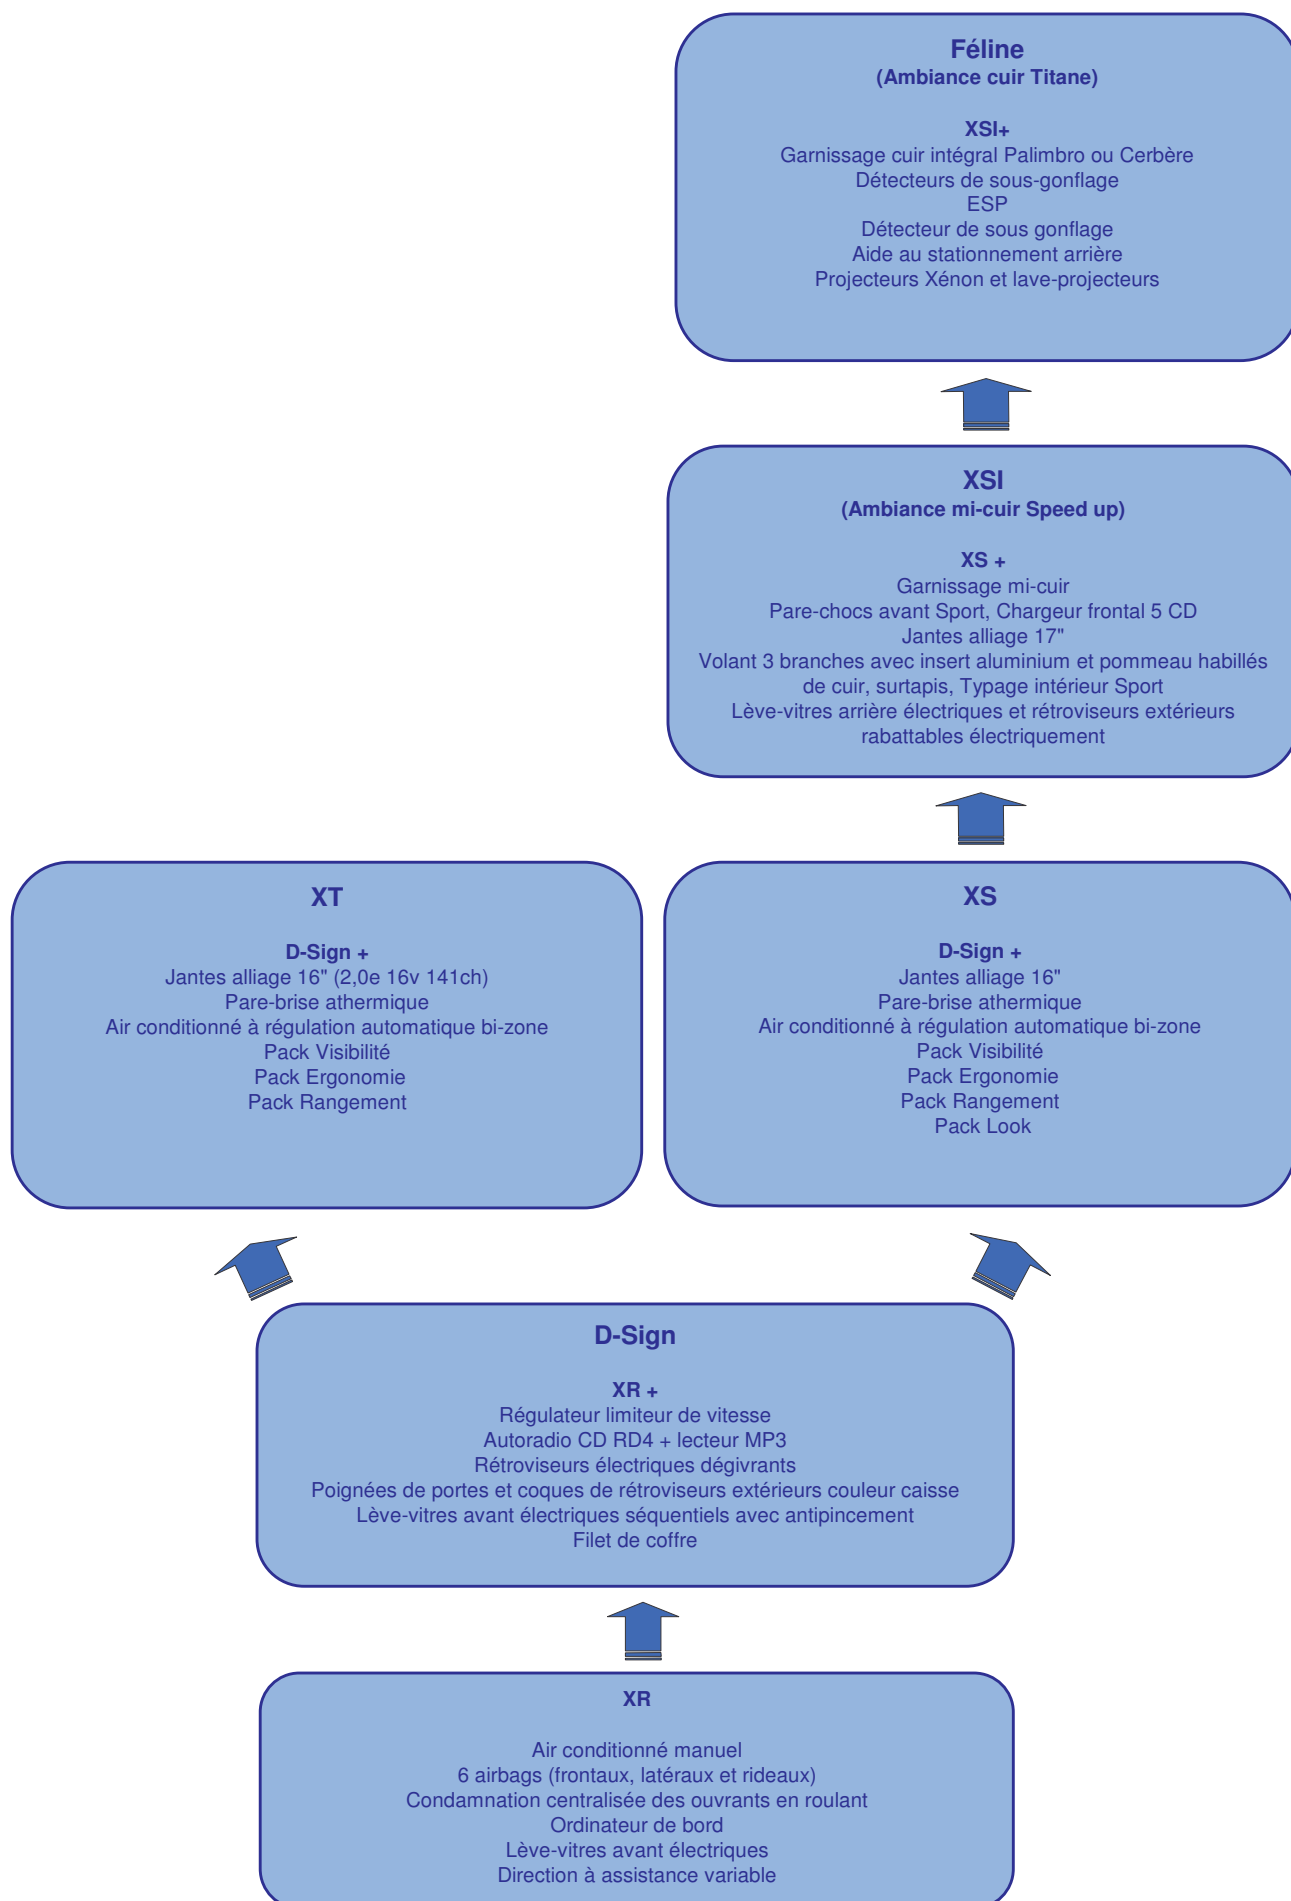 Féline
(Ambiance cuir Titane)
XSI+
Garnissage cuir intégral Palimbro ou Cerbère
Détecteurs de sous-gonflage
ESP
Détecteur de sous gonflage
Aide au stationnement arrière
Projecteurs Xénon et lave-projecteurs
XSI
(Ambiance mi-cuir Speed up)
XS +
Garnissage mi-cuir
Pare-chocs avant Sport, Chargeur frontal 5 CD
Jantes alliage 17"
Volant 3 branches avec insert aluminium et pommeau habillés
de cuir, surtapis, Typage intérieur Sport
Lève-vitres arrière électriques et rétroviseurs extérieurs
rabattables électriquement
XT
D-Sign +
Jantes alliage 16" (2,0e 16v 141ch)
Pare-brise athermique
Air conditionné à régulation automatique bi-zone
Pack Visibilité
Pack Ergonomie
Pack Rangement
XS
D-Sign +
Jantes alliage 16"
Pare-brise athermique
Air conditionné à régulation automatique bi-zone
Pack Visibilité
Pack Ergonomie
Pack Rangement
Pack Look
D-Sign
XR +
Régulateur limiteur de vitesse
Autoradio CD RD4 + lecteur MP3
Rétroviseurs électriques dégivrants
Poignées de portes et coques de rétroviseurs extérieurs couleur caisse
Lève-vitres avant électriques séquentiels avec antipincement
Filet de coffre
XR
Air conditionné manuel
6 airbags (frontaux, latéraux et rideaux)
Condamnation centralisée des ouvrants en roulant
Ordinateur de bord
Lève-vitres avant électriques
Direction à assistance variable